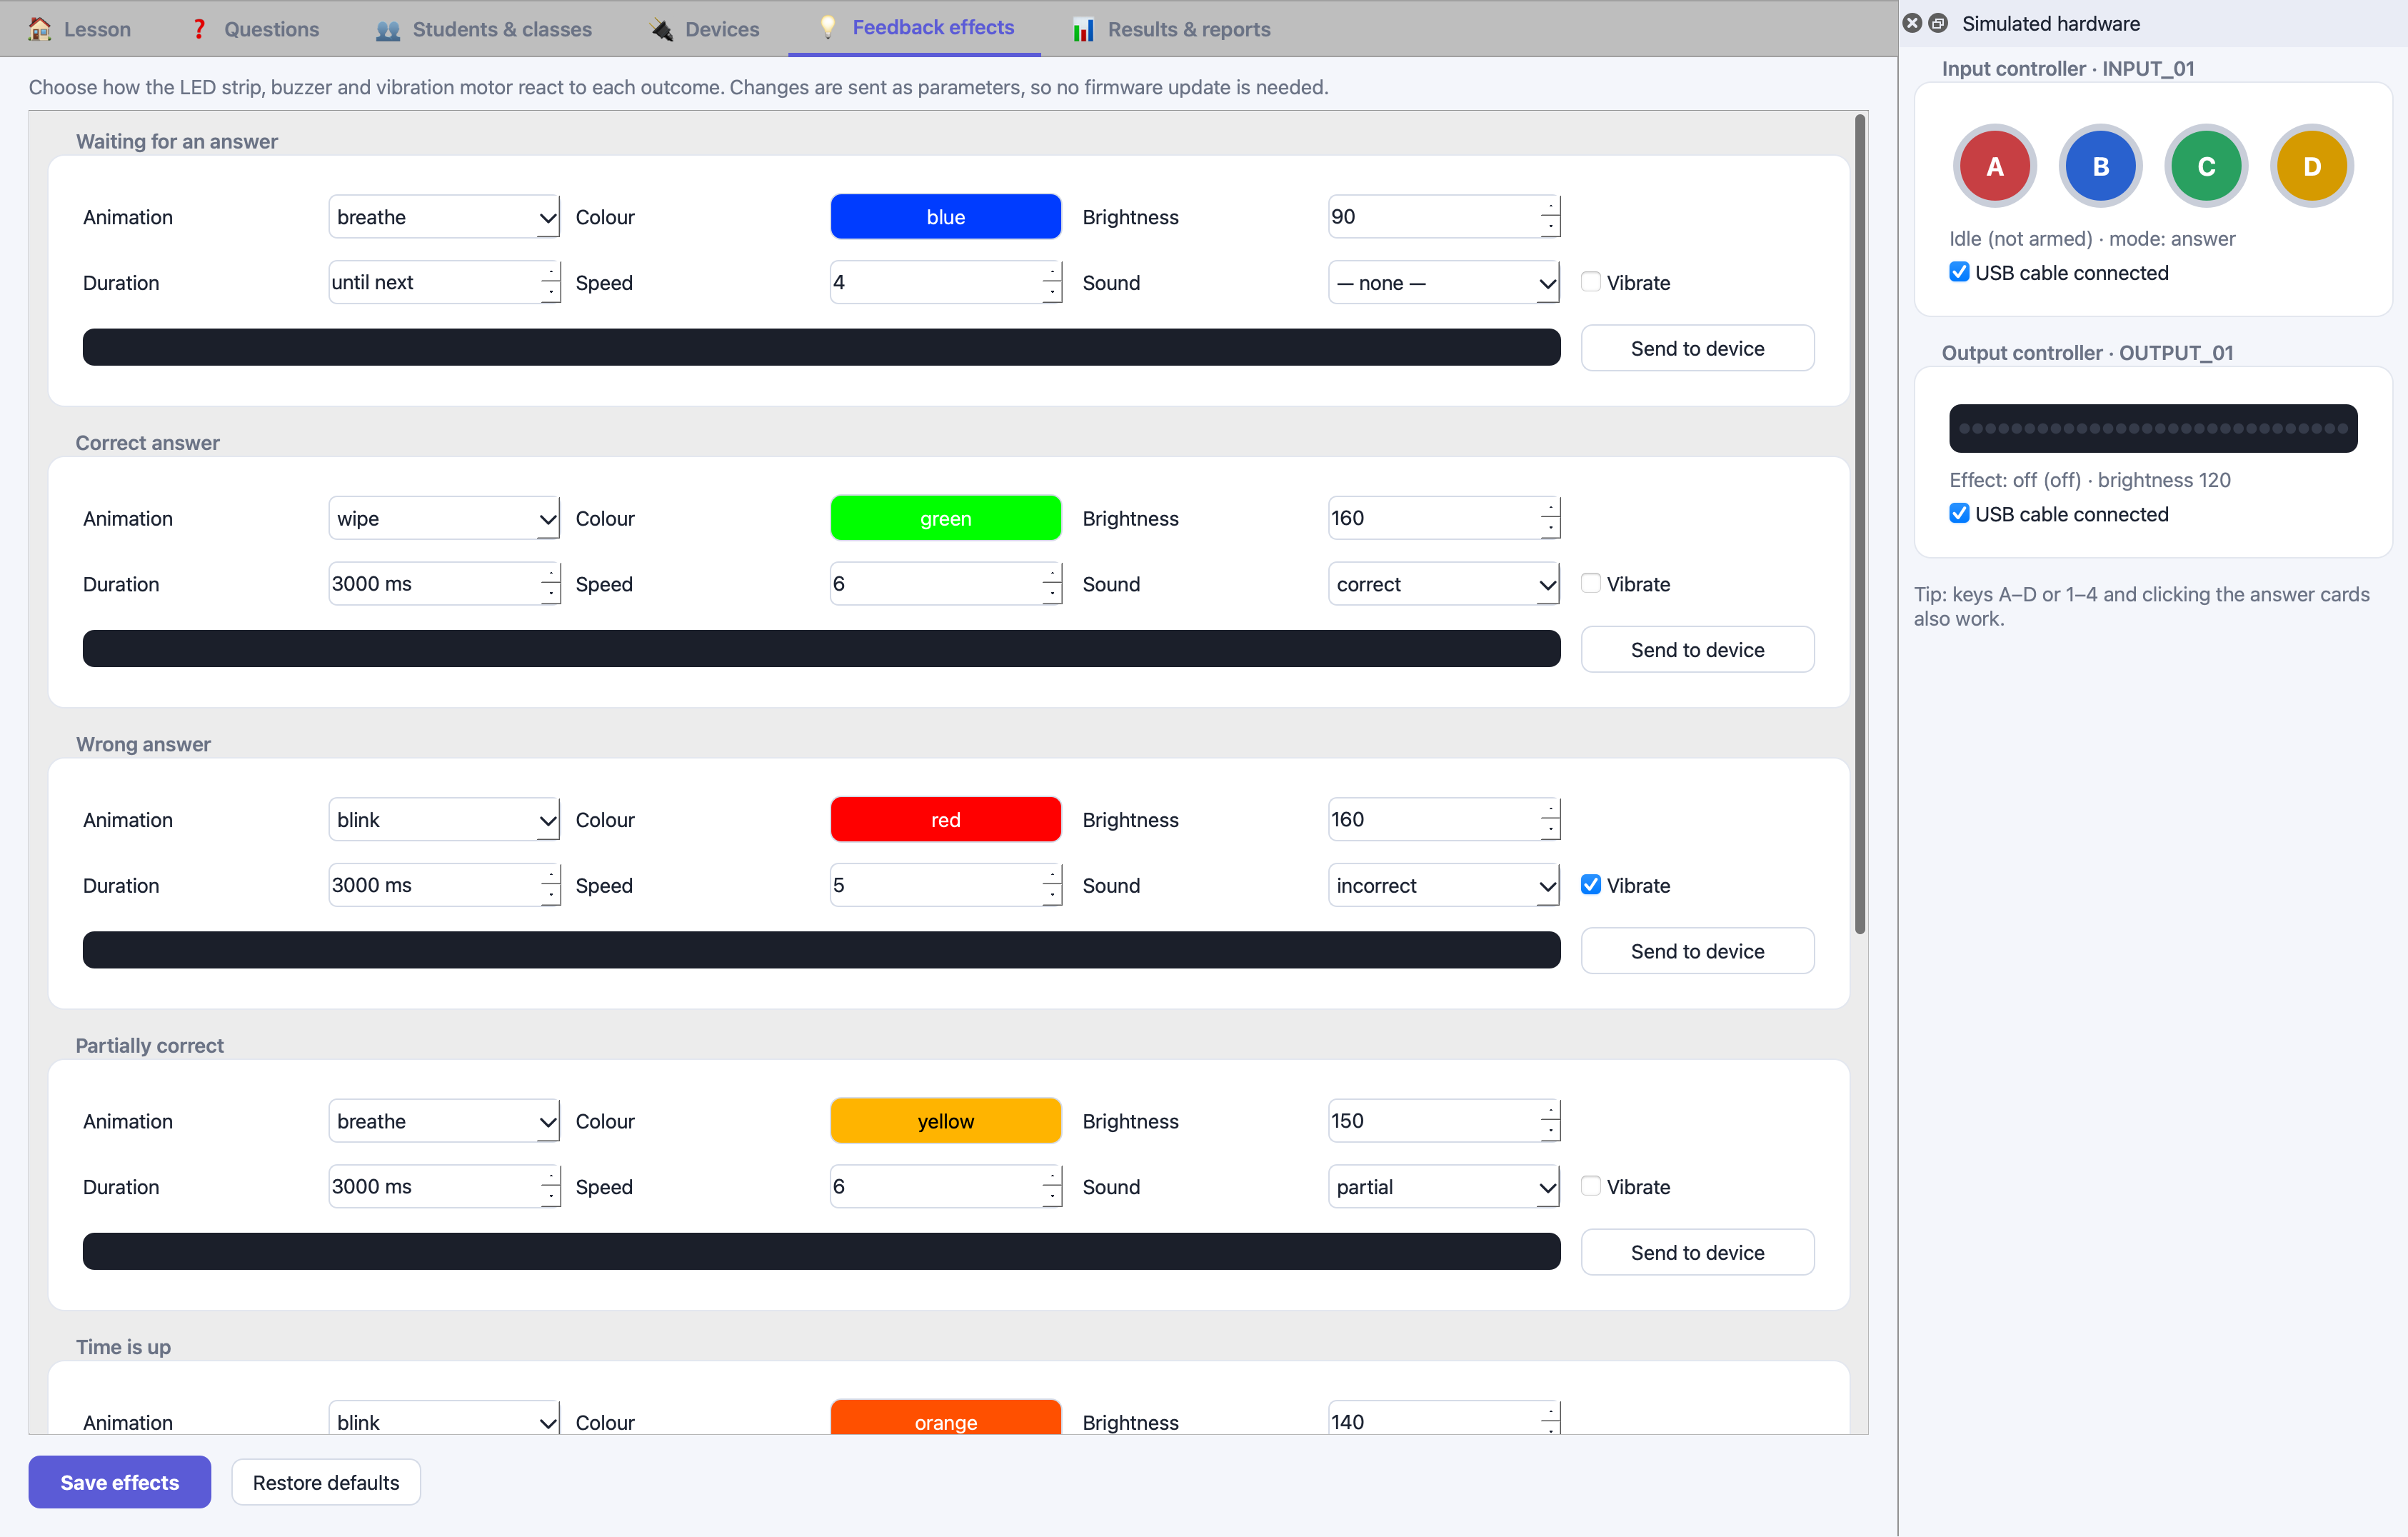 Lesson
Questions
Students & classes
Devices
Feedback effects
Results & reports
Choose how the LED strip, buzzer and vibration motor react to each outcome. Changes are sent as parameters, so no firmware update is needed.
Waiting for an answer
Animation breathe Colour blue Brightness 90
Duration until next Speed 4 Sound — none — Vibrate
Send to device
Correct answer
Animation wipe Colour green Brightness 160
Duration 3000 ms Speed 6 Sound correct Vibrate
Send to device
Wrong answer
Animation blink Colour red Brightness 160
Duration 3000 ms Speed 5 Sound incorrect Vibrate
Send to device
Partially correct
Animation breathe Colour yellow Brightness 150
Duration 3000 ms Speed 6 Sound partial Vibrate
Send to device
Time is up
Animation blink Colour orange Brightness 140
Save effects
Restore defaults
Simulated hardware
Input controller · INPUT_01
A B C D
Idle (not armed) · mode: answer
USB cable connected
Output controller · OUTPUT_01
Effect: off (off) · brightness 120
USB cable connected
Tip: keys A–D or 1–4 and clicking the answer cards
also work.